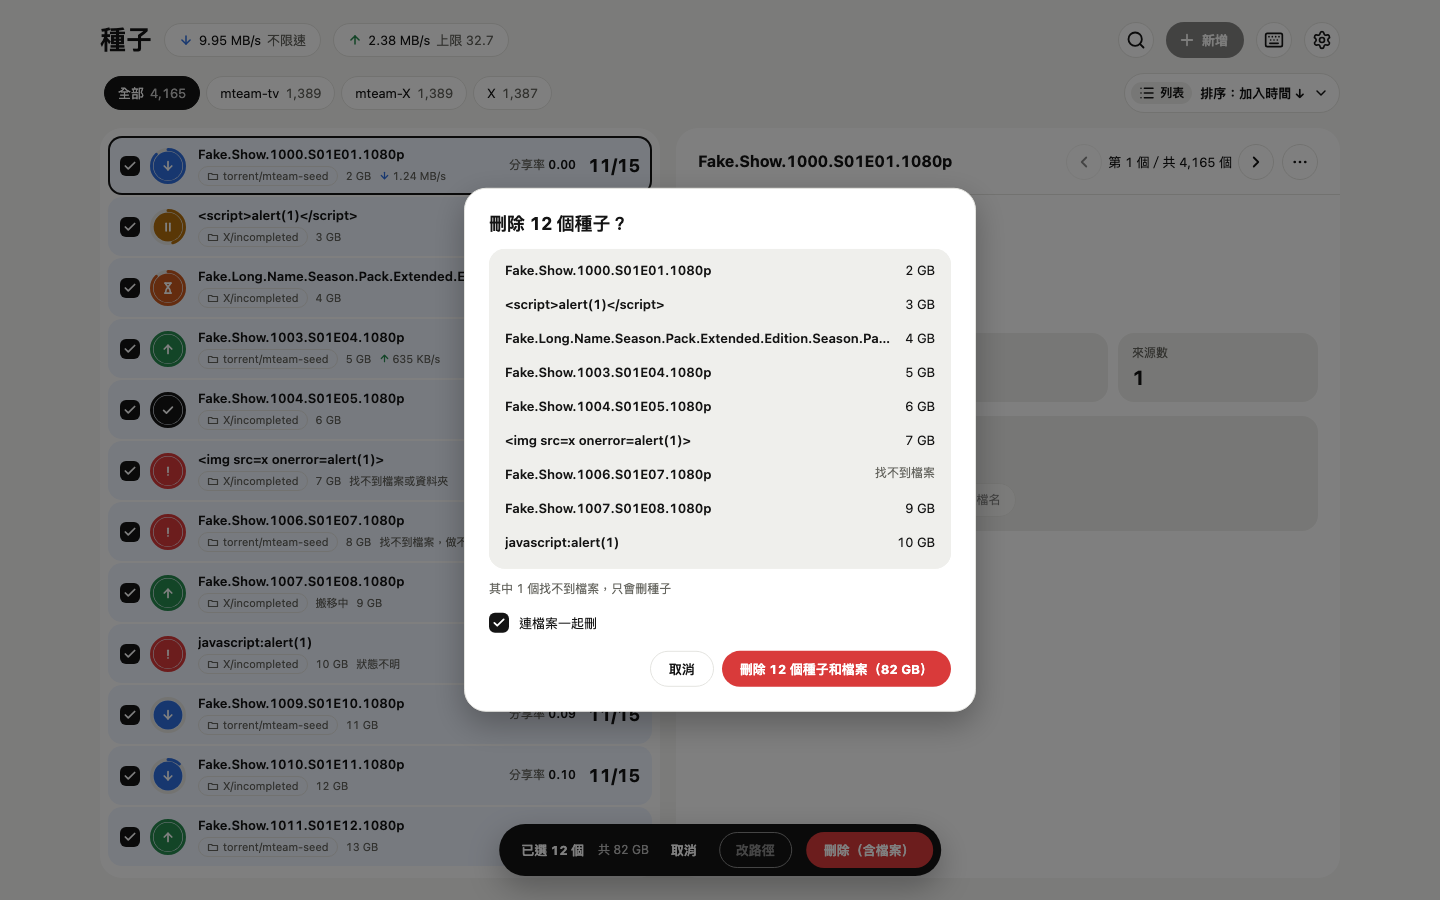 種子
9.95 MB/s 不限速
2.38 MB/s 上限 32.7
新增
全部 4,165
mteam-tv 1,389
mteam-X 1,389
X 1,387
列表
排序：加入時間
Fake.Show.1000.S01E01.1080p
torrent/mteam-seed 2 GB 1.24 MB/s
分享率 0.00 11/15
<script>alert(1)</script>
X/incompleted 3 GB
Fake.Long.Name.Season.Pack.Extended.E
X/incompleted 4 GB
Fake.Show.1003.S01E04.1080p
torrent/mteam-seed 5 GB 635 KB/s
Fake.Show.1004.S01E05.1080p
X/incompleted 6 GB
<img src=x onerror=alert(1)>
X/incompleted 7 GB 找不到檔案或資料夾
Fake.Show.1006.S01E07.1080p
torrent/mteam-seed 8 GB 找不到檔案，做不
Fake.Show.1007.S01E08.1080p
X/incompleted 搬移中 9 GB
javascript:alert(1)
X/incompleted 10 GB 狀態不明
Fake.Show.1009.S01E10.1080p
torrent/mteam-seed 11 GB
分享率 0.09 11/15
Fake.Show.1010.S01E11.1080p
X/incompleted 12 GB
分享率 0.10 11/15
Fake.Show.1011.S01E12.1080p
torrent/mteam-seed 13 GB
Fake.Show.1000.S01E01.1080p
第 1 個 / 共 4,165 個
來源數
1
檔名
刪除 12 個種子？
Fake.Show.1000.S01E01.1080p 2 GB
<script>alert(1)</script> 3 GB
Fake.Long.Name.Season.Pack.Extended.Edition.Season.Pa... 4 GB
Fake.Show.1003.S01E04.1080p 5 GB
Fake.Show.1004.S01E05.1080p 6 GB
<img src=x onerror=alert(1)> 7 GB
Fake.Show.1006.S01E07.1080p 找不到檔案
Fake.Show.1007.S01E08.1080p 9 GB
javascript:alert(1) 10 GB
其中 1 個找不到檔案，只會刪種子
連檔案一起刪
取消
刪除 12 個種子和檔案（82 GB）
已選 12 個 共 82 GB 取消 改路徑 刪除（含檔案）